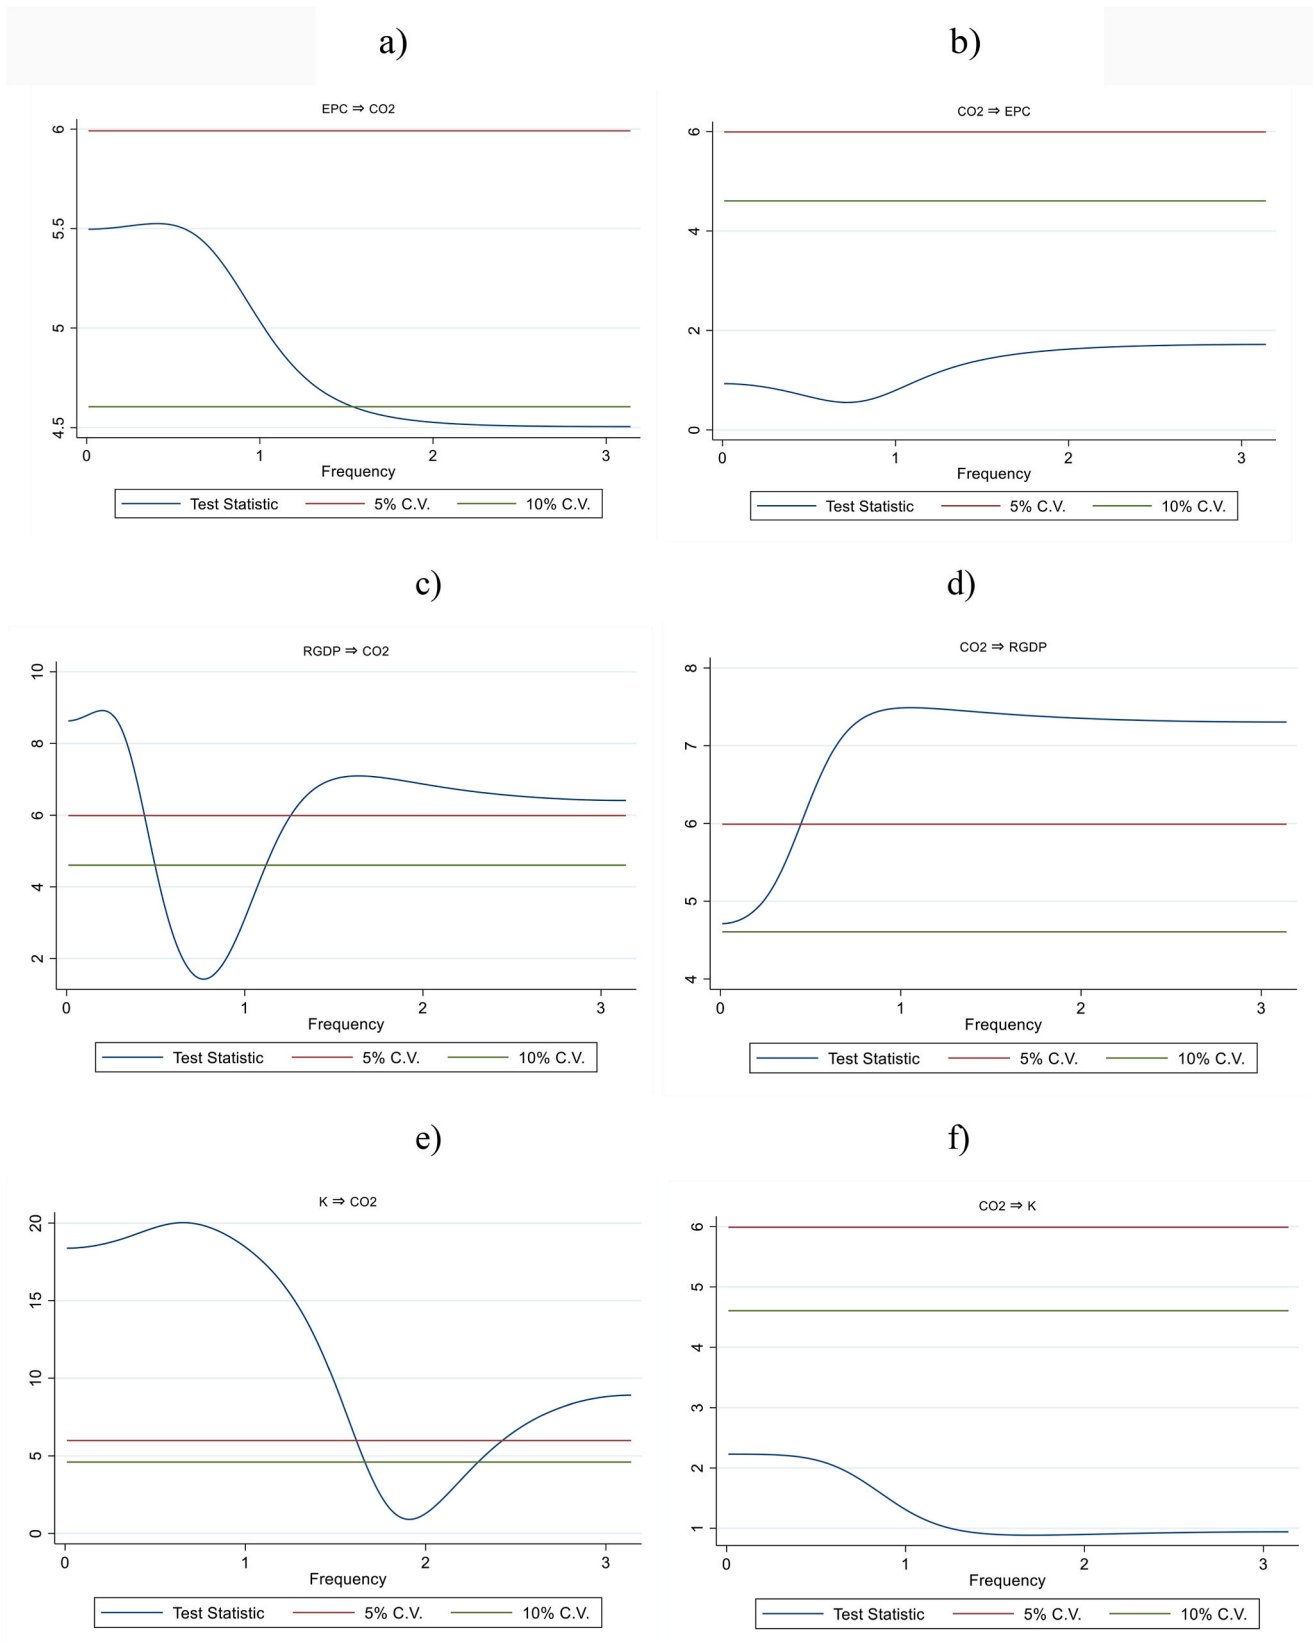 a)
b)
EPC ⇒ CO2
6
5.5
5
4.5
0 1 2 3
Frequency
Test Statistic 5% C.V. 10% C.V.
CO2 ⇒ EPC
6
4
2
0
0 1 2 3
Frequency
Test Statistic 5% C.V. 10% C.V.
c)
d)
RGDP ⇒ CO2
10
8
6
4
2
0 1 2 3
Frequency
Test Statistic 5% C.V. 10% C.V.
CO2 ⇒ RGDP
8
7
6
5
4
0 1 2 3
Frequency
Test Statistic 5% C.V. 10% C.V.
e)
f)
K ⇒ CO2
20
15
10
5
0
0 1 2 3
Frequency
Test Statistic 5% C.V. 10% C.V.
CO2 ⇒ K
6
5
4
3
2
1
0 1 2 3
Frequency
Test Statistic 5% C.V. 10% C.V.